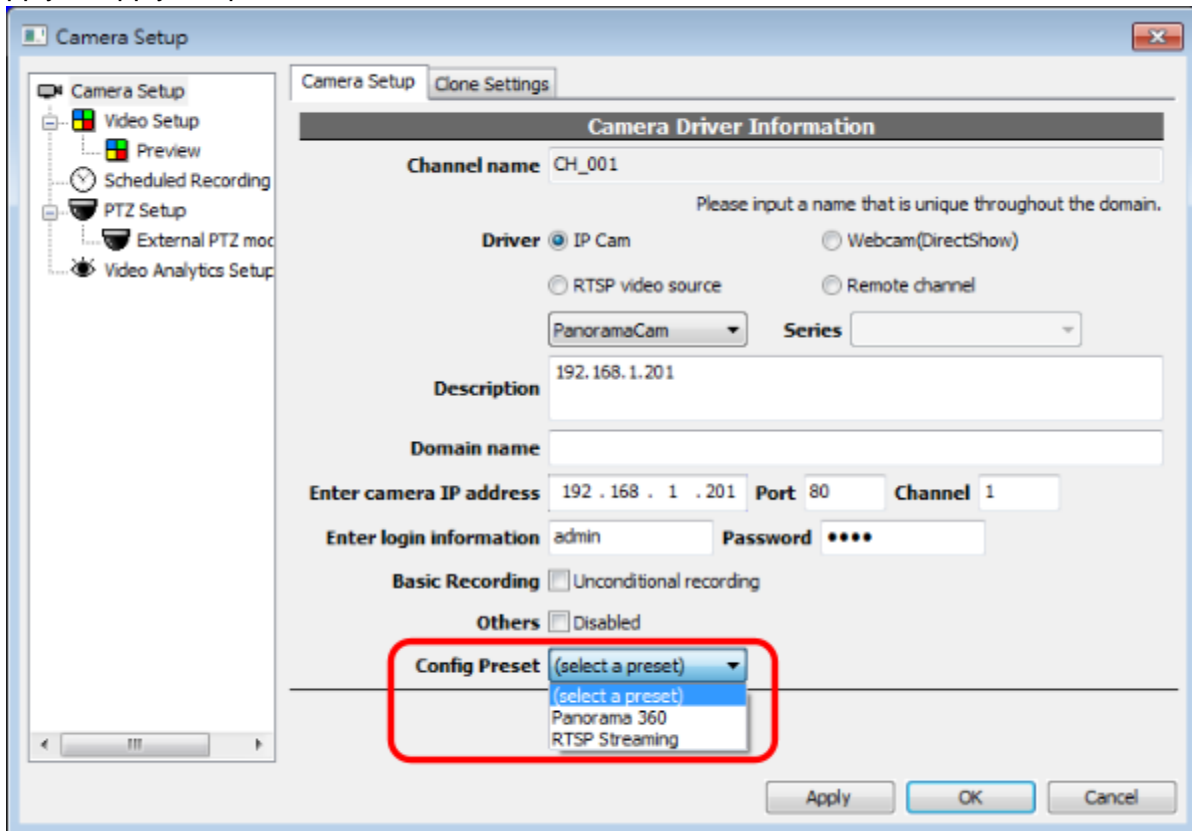 Camera Setup
Camera Setup
Video Setup
Preview
Scheduled Recording
PTZ Setup
External PTZ moc
Video Analytics Setup
Camera Setup Clone Settings
Camera Driver Information
Channel name CH_001
Please input a name that is unique throughout the domain.
Driver IP Cam Webcam(DirectShow)
RTSP video source Remote channel
PanoramaCam Series
Description 192.168.1.201
Domain name
Enter camera IP address 192 . 168 . 1 . 201 Port 80 Channel 1
Enter login information admin Password ••••
Basic Recording Unconditional recording
Others Disabled
Config Preset (select a preset)
(select a preset)
Panorama 360
RTSP Streaming
Apply OK Cancel